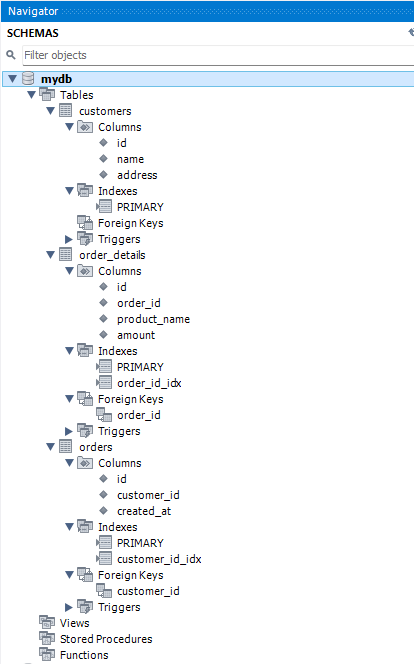 Navigator
SCHEMAS
Filter objects
mydb
Tables
customers
Columns
id
name
address
Indexes
PRIMARY
Foreign Keys
Triggers
order_details
Columns
id
order_id
product_name
amount
Indexes
PRIMARY
order_id_idx
Foreign Keys
order_id
Triggers
orders
Columns
id
customer_id
created_at
Indexes
PRIMARY
customer_id_idx
Foreign Keys
customer_id
Triggers
Views
Stored Procedures
Functions